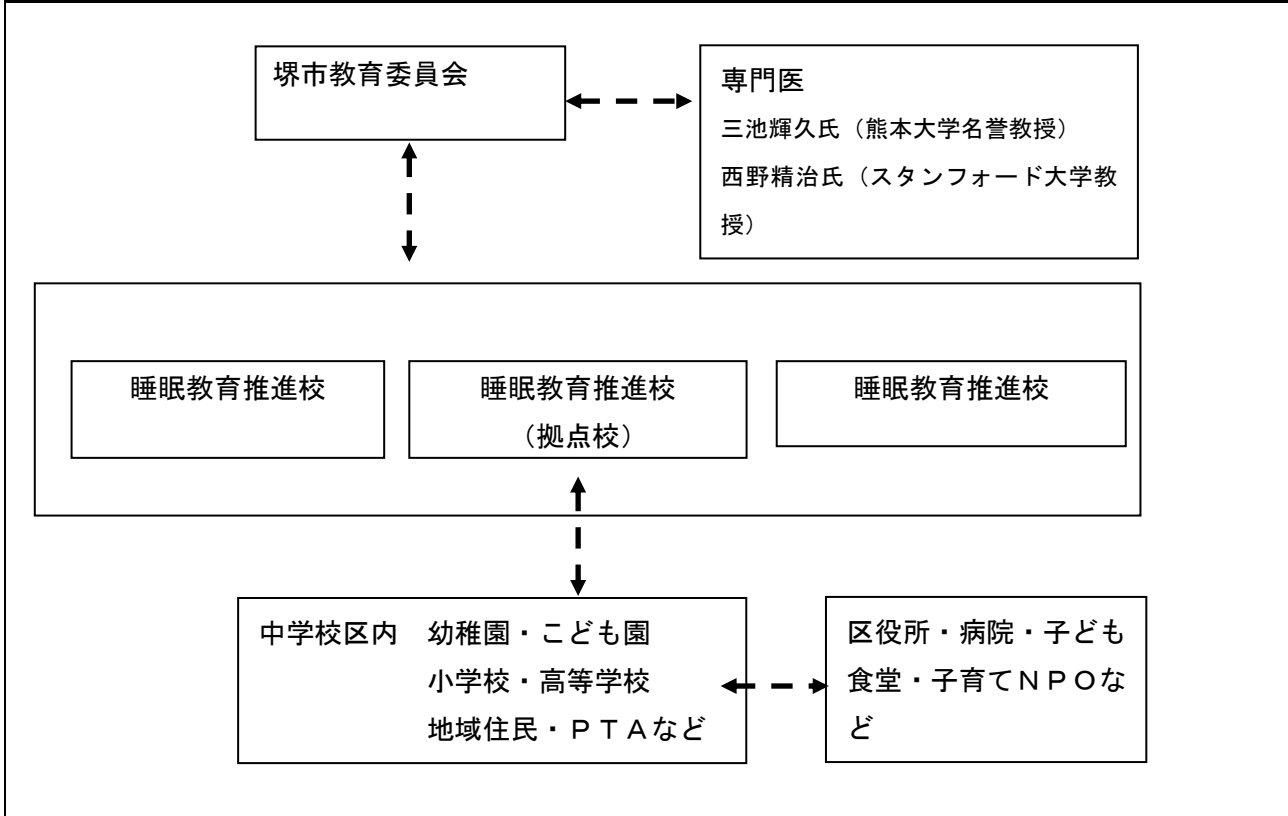 堺市教育委員会
専門医
三池輝久氏（熊本大学名誉教授）
西野精治氏（スタンフォード大学教
授）
睡眠教育推進校
睡眠教育推進校
（拠点校）
睡眠教育推進校
中学校区内　幼稚園・こども園
小学校・高等学校
地域住民・ＰＴＡなど
区役所・病院・子ども
食堂・子育てＮＰＯな
ど